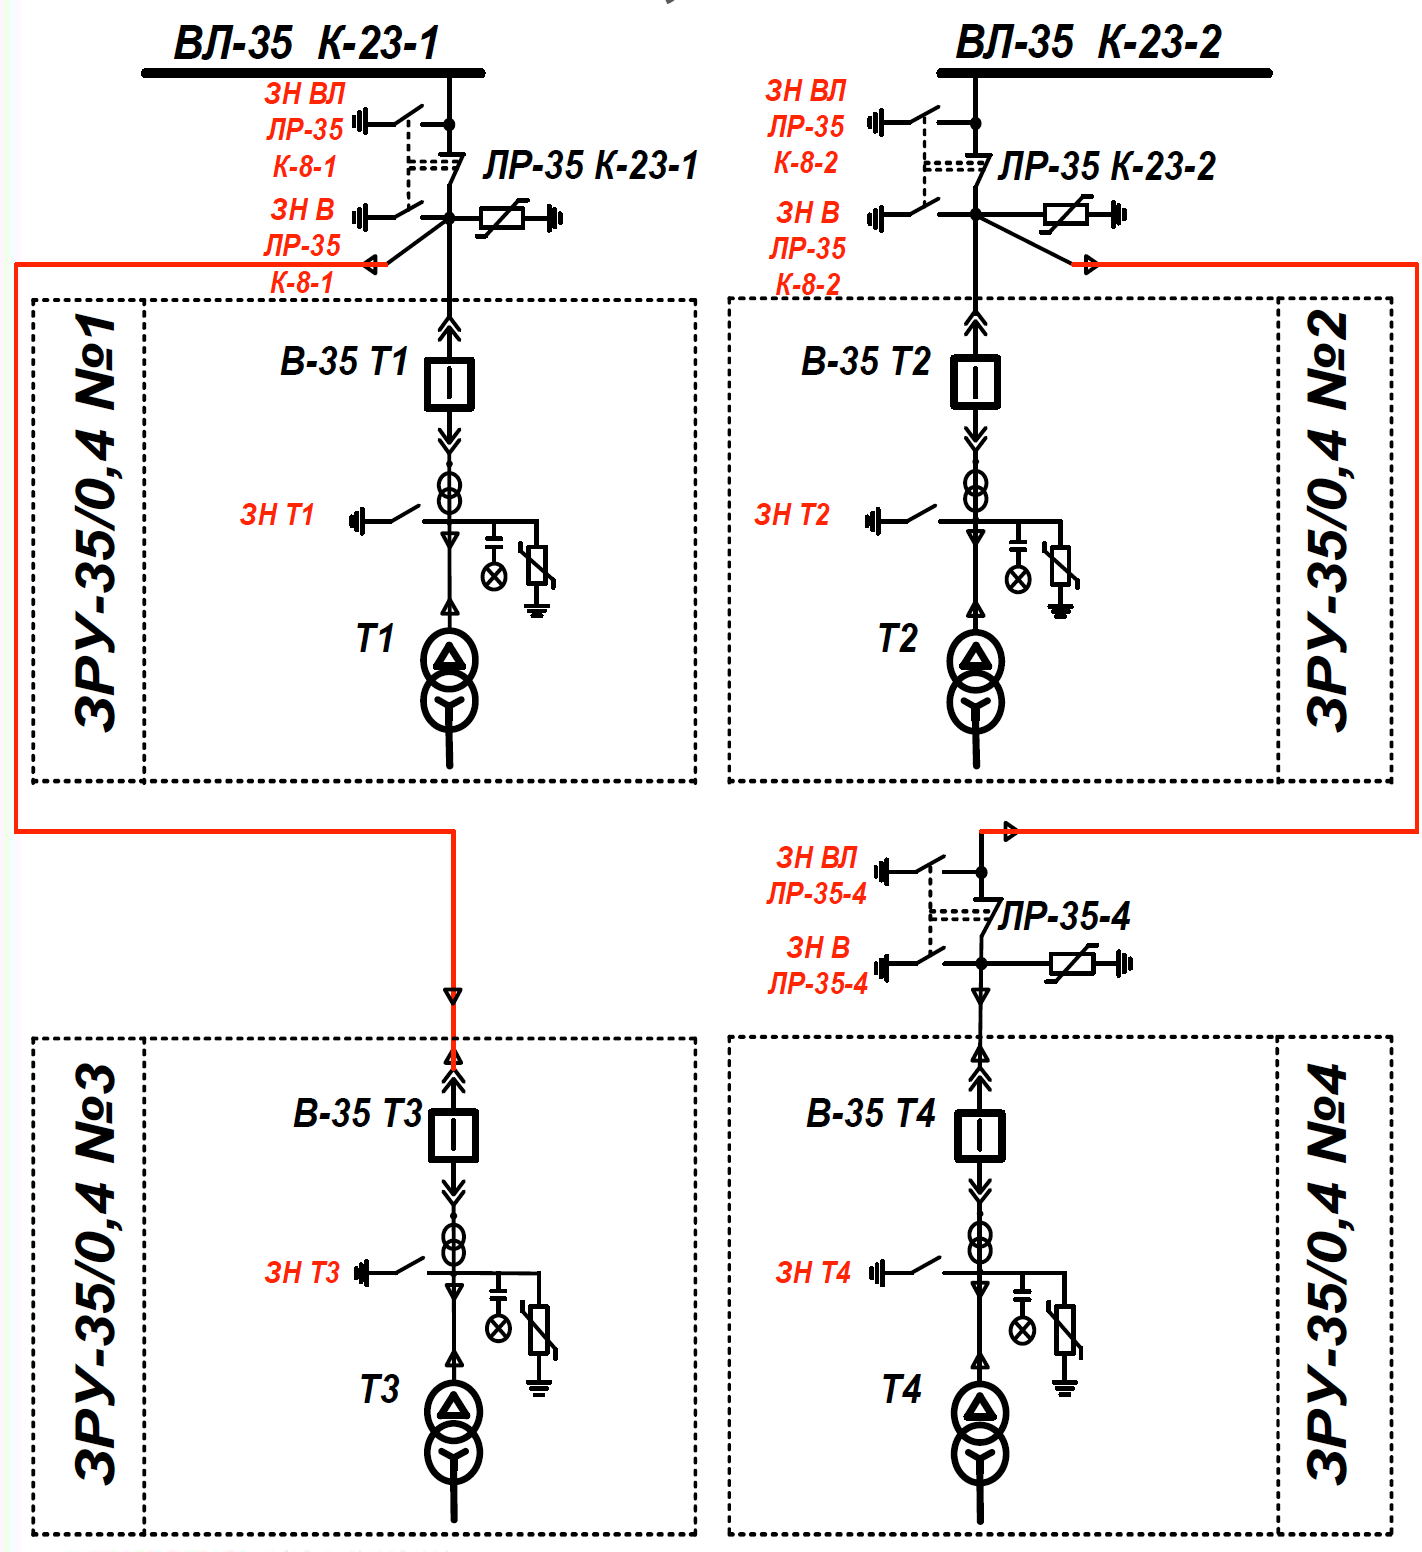 ВЛ-35 К-23-1
ВЛ-35 К-23-2
ЗН ВЛ
ЛР-35
К-8-1
ЛР-35 К-23-1
ЗН В
ЛР-35
К-8-1
ЗН ВЛ
ЛР-35
К-8-2
ЛР-35 К-23-2
ЗН В
ЛР-35
К-8-2
ЗРУ-35/0,4 №1
В-35 Т1
ЗН Т1
Т1
В-35 Т2
ЗН Т2
Т2
ЗРУ-35/0,4 №2
ЗН ВЛ
ЛР-35-4
ЛР-35-4
ЗН В
ЛР-35-4
ЗРУ-35/0,4 №3
В-35 Т3
ЗН Т3
Т3
В-35 Т4
ЗН Т4
Т4
ЗРУ-35/0,4 №4